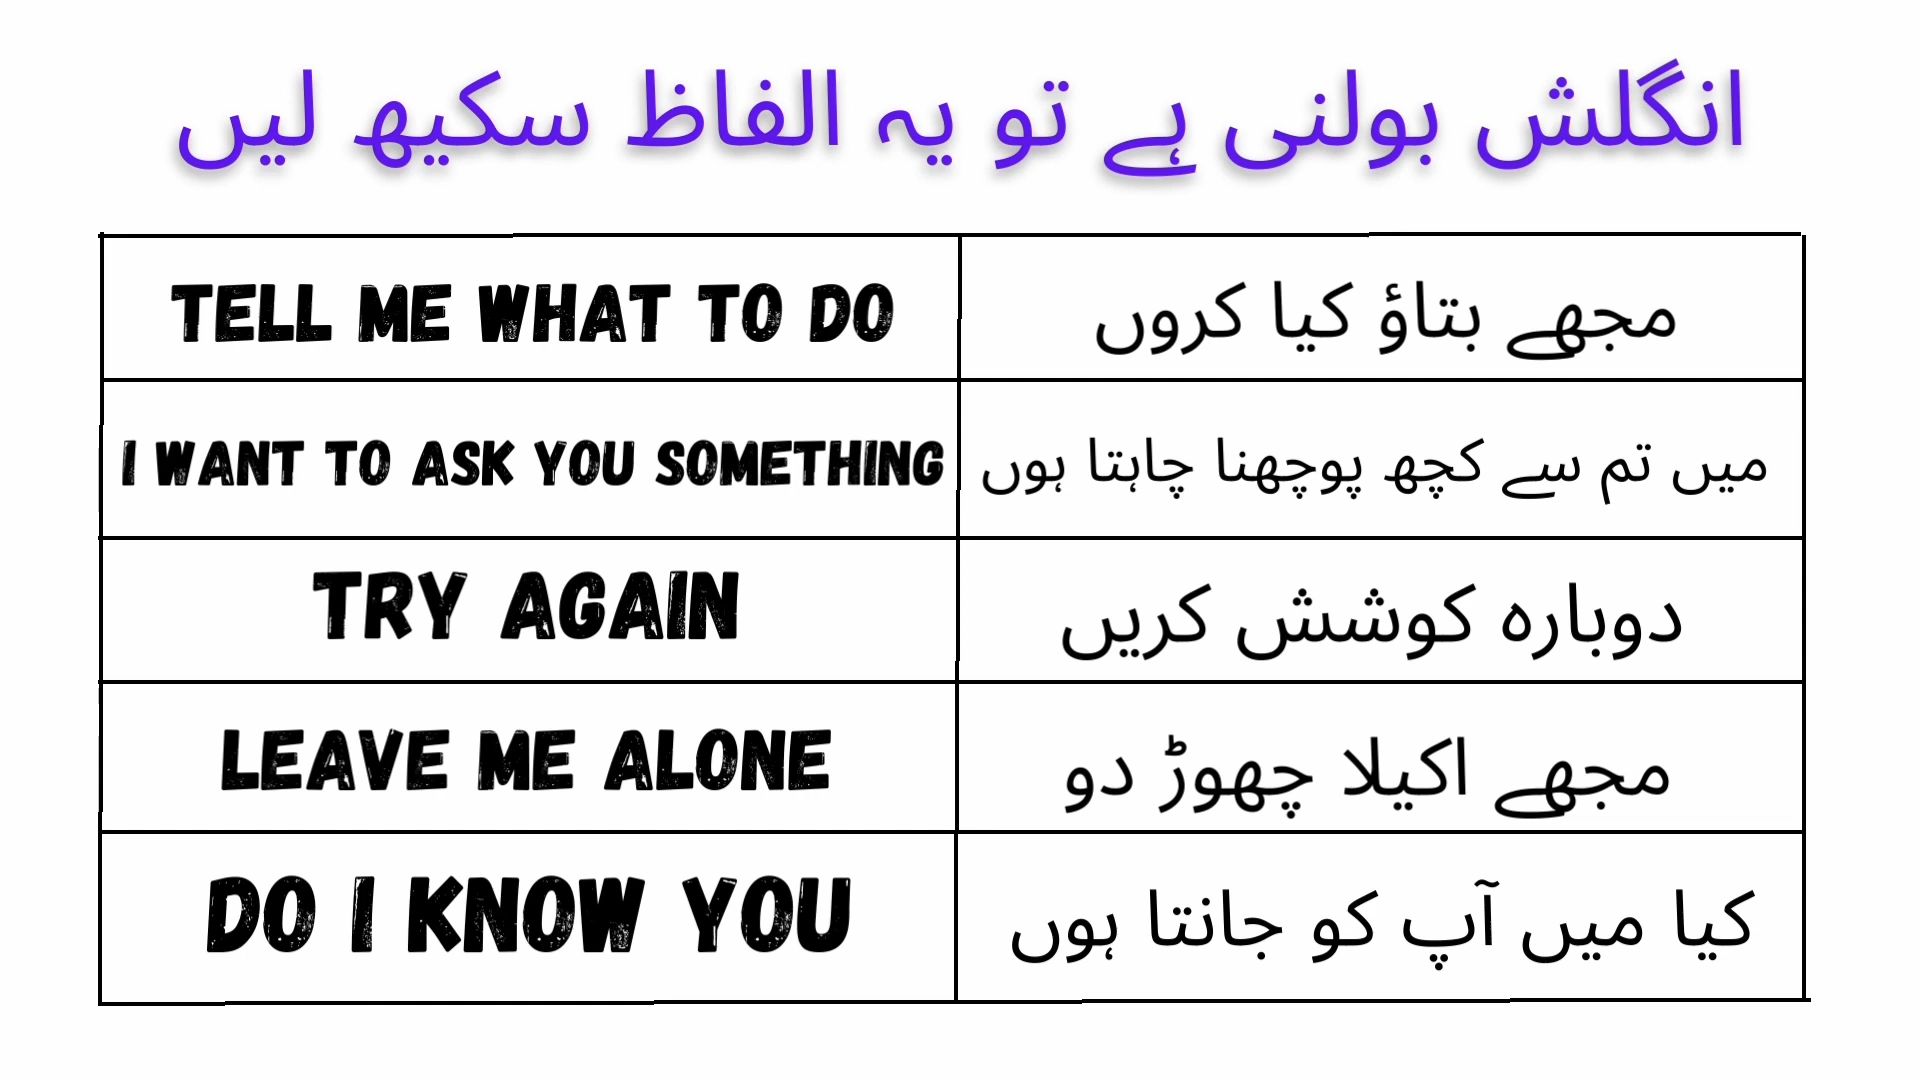 انگلش بولنی ہے تو یہ الفاظ سکیھ لیں
TELL ME WHAT TO DO
مجھے بتاؤ کیا کروں
I WANT TO ASK YOU SOMETHING
میں تم سے کچھ پوچھنا چاہتا ہوں
TRY AGAIN
دوبارہ کوشش کریں
LEAVE ME ALONE
مجھے اکیلا چھوڑ دو
DO I KNOW YOU
کیا میں آپ کو جانتا ہوں